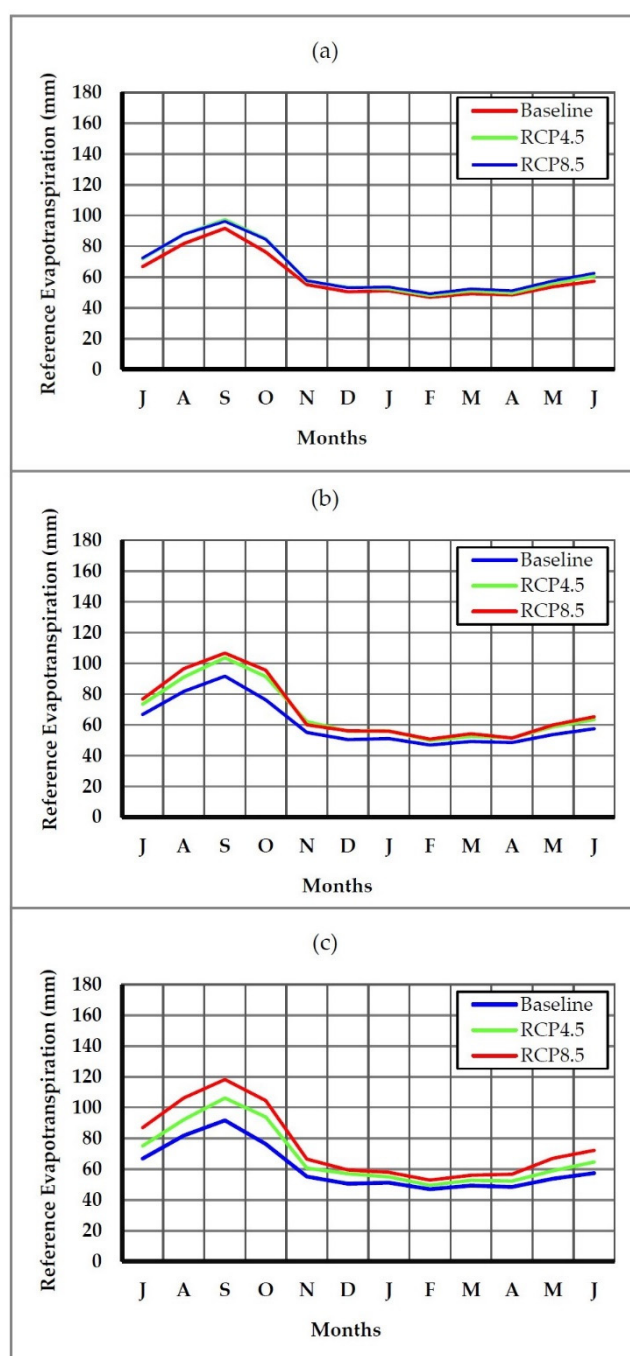 (a)
Reference Evapotranspiration (mm)
180
160
140
120
100
80
60
40
20
0
Baseline
RCP4.5
RCP8.5
J A S O N D J F M A M J
Months
(b)
Reference Evapotranspiration (mm)
180
160
140
120
100
80
60
40
20
0
Baseline
RCP4.5
RCP8.5
J A S O N D J F M A M J
Months
(c)
Reference Evapotranspiration (mm)
180
160
140
120
100
80
60
40
20
0
Baseline
RCP4.5
RCP8.5
J A S O N D J F M A M J
Months